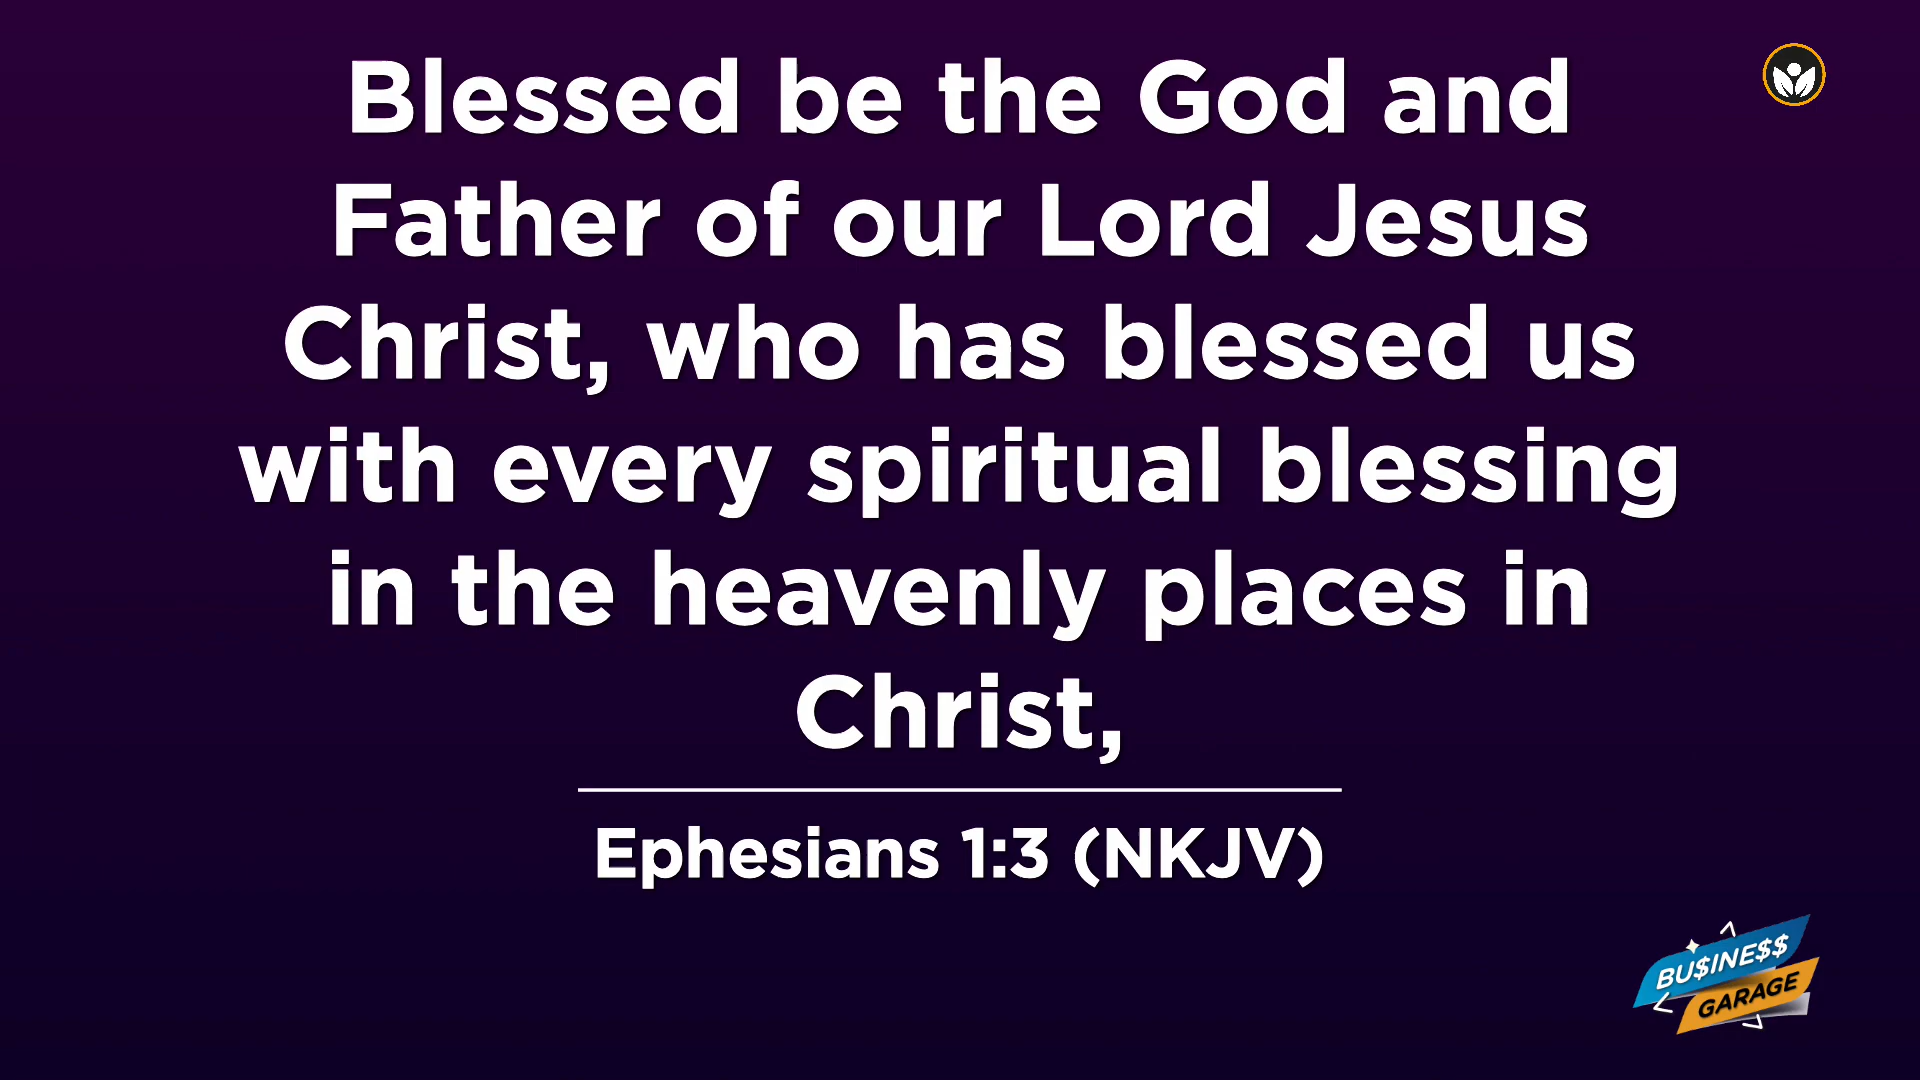 Blessed be the God and
Father of our Lord Jesus
Christ, who has blessed us
with every spiritual blessing
in the heavenly places in
Christ,
Ephesians 1:3 (NKJV)
BU$INE$$
GARAGE